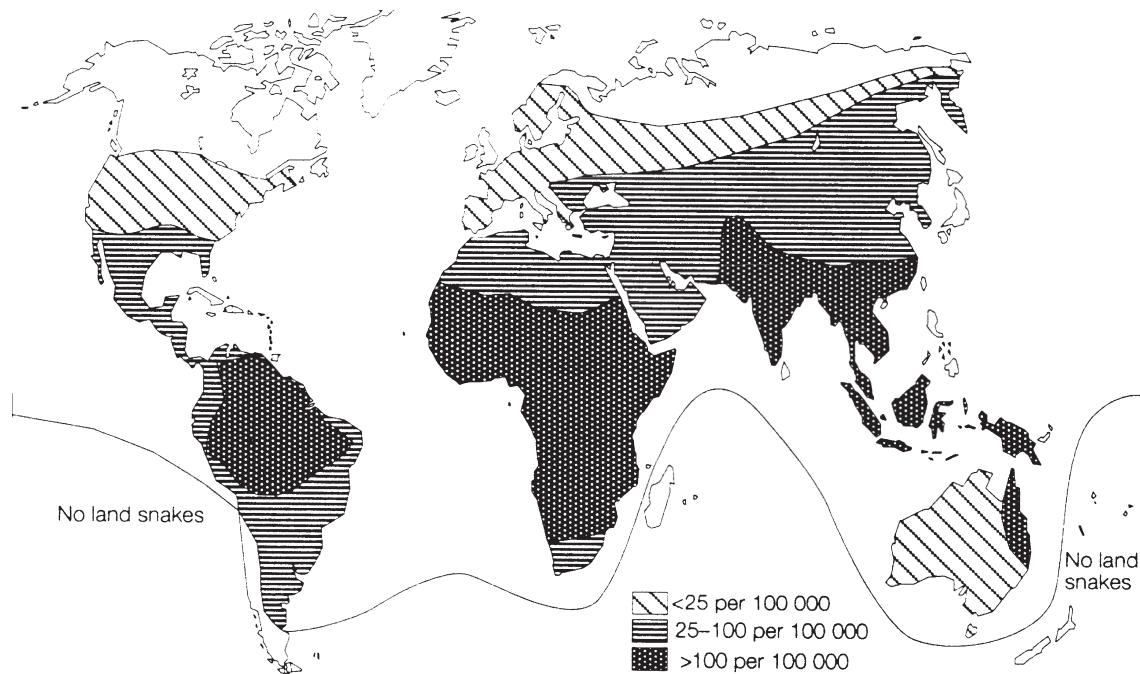 No land snakes
No land
snakes
<25 per 100 000
25–100 per 100 000
>100 per 100 000